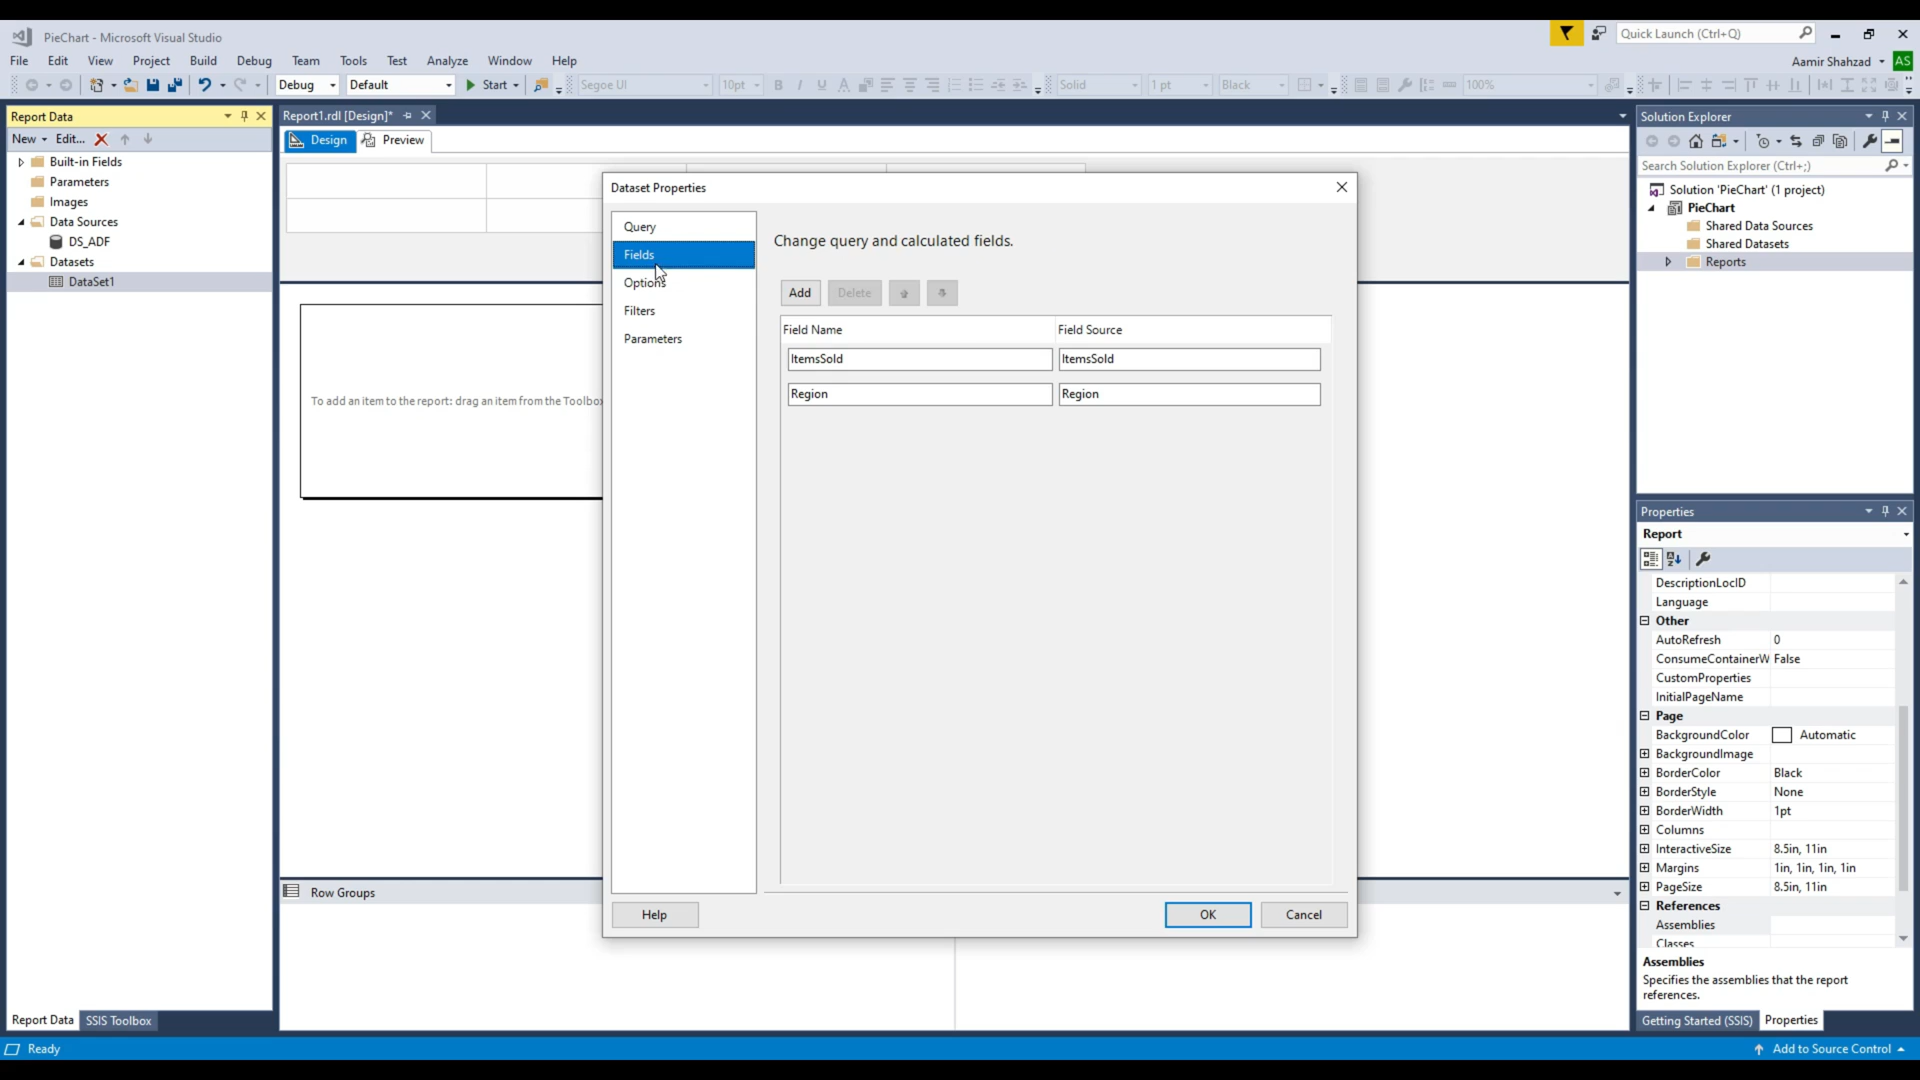 PieChart - Microsoft Visual Studio
Quick Launch (Ctrl+Q)
File Edit View Project Build Debug Team Tools Test Analyze Window Help
Aamir Shahzad AS
Debug Default Start Segoe UI 10pt B I U A Solid 1 pt Black 100%
Report Data
New Edit...
Built-in Fields
Parameters
Images
Data Sources
DS_ADF
Datasets
DataSet1
Report Data SSIS Toolbox
Report1.rdl [Design]*
Design Preview
To add an item to the report: drag an item from the Toolbox
Row Groups
Dataset Properties
Query
Fields
Options
Filters
Parameters
Change query and calculated fields.
Add Delete
Field Name Field Source
ItemsSold ItemsSold
Region Region
Help OK Cancel
Solution Explorer
Search Solution Explorer (Ctrl+;)
Solution 'PieChart' (1 project)
PieChart
Shared Data Sources
Shared Datasets
Reports
Properties
Report
DescriptionLocID
Language
Other
AutoRefresh 0
ConsumeContainerW False
CustomProperties
InitialPageName
Page
BackgroundColor Automatic
BackgroundImage
BorderColor Black
BorderStyle None
BorderWidth 1pt
Columns
InteractiveSize 8.5in, 11in
Margins 1in, 1in, 1in, 1in
PageSize 8.5in, 11in
References
Assemblies
Classes
Assemblies
Specifies the assemblies that the report
references.
Getting Started (SSIS) Properties
Ready
Add to Source Control